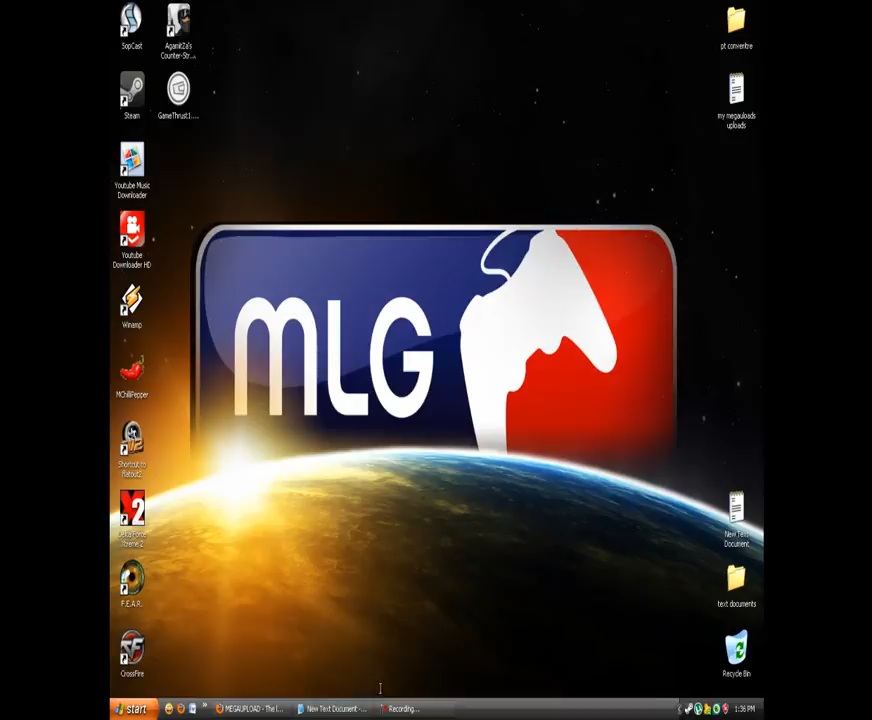 SopCast
AgamitZa's
Counter-Str...
Steam
GameThrust1....
Youtube Music
Downloader
Youtube
Downloader HD
Winamp
MChilliPepper
Shortcut to
flatout2
Delta Force
Xtreme 2
F.E.A.R.
CrossFire
pt conventre
my megauloads
uploads
MLG
New Text
Document
text documents
Recycle Bin
start
MEGAUPLOAD - The l...
New Text Document -...
Recording...
1:36 PM